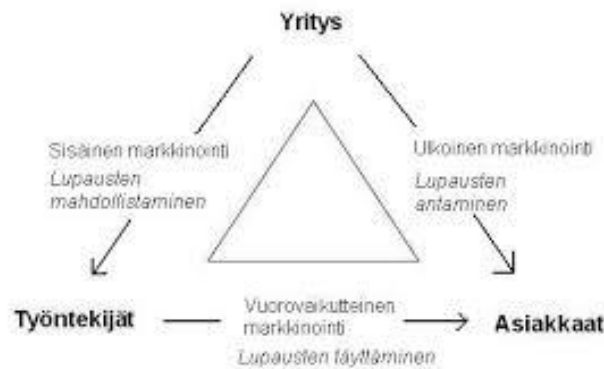 Yritys
Sisäinen markkinointi
Lupausten
mahdollistaminen
Ulkoinen markkinointi
Lupausten
antaminen
Työntekijät
Vuorovaikutteinen
markkinointi
Lupausten täyttäminen
Asiakkaat